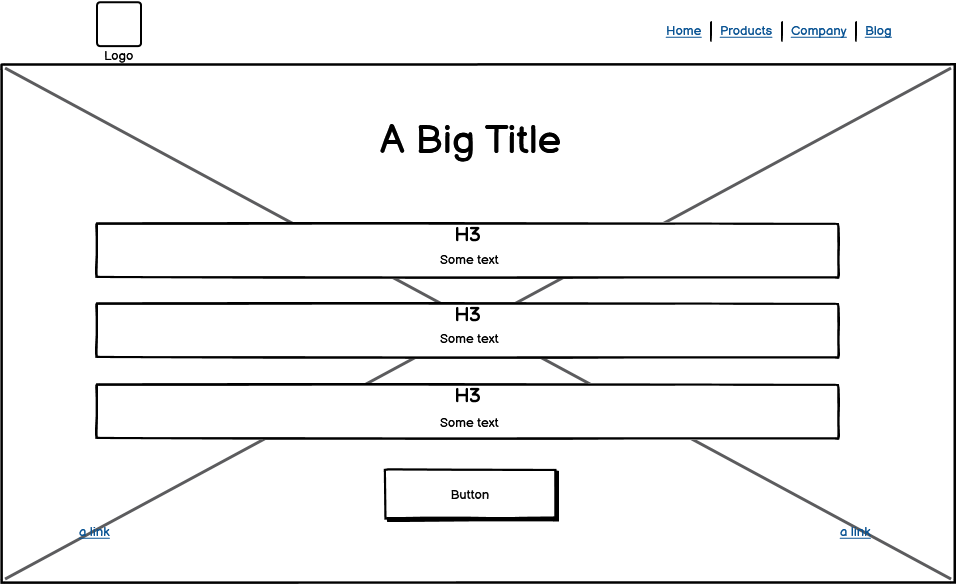 Home Products Company Blog
Logo
A Big Title
H3
Some text
H3
Some text
H3
Some text
Button
a link a link